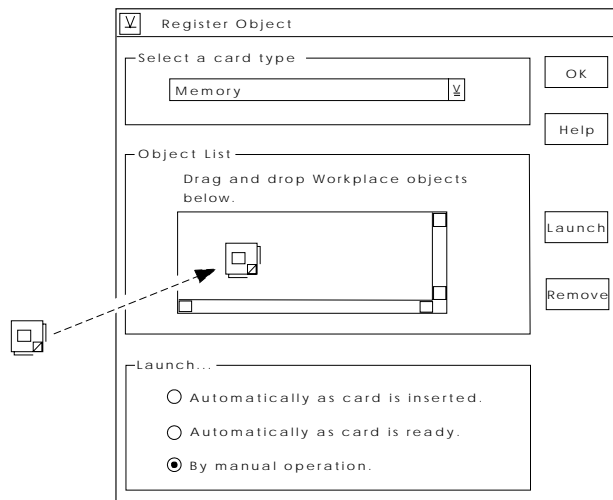 Register Object
Select a card type
Memory
OK
Help
Object List
Drag and drop Workplace objects
below.
Launch
Remove
Launch...
Automatically as card is inserted.
Automatically as card is ready.
By manual operation.